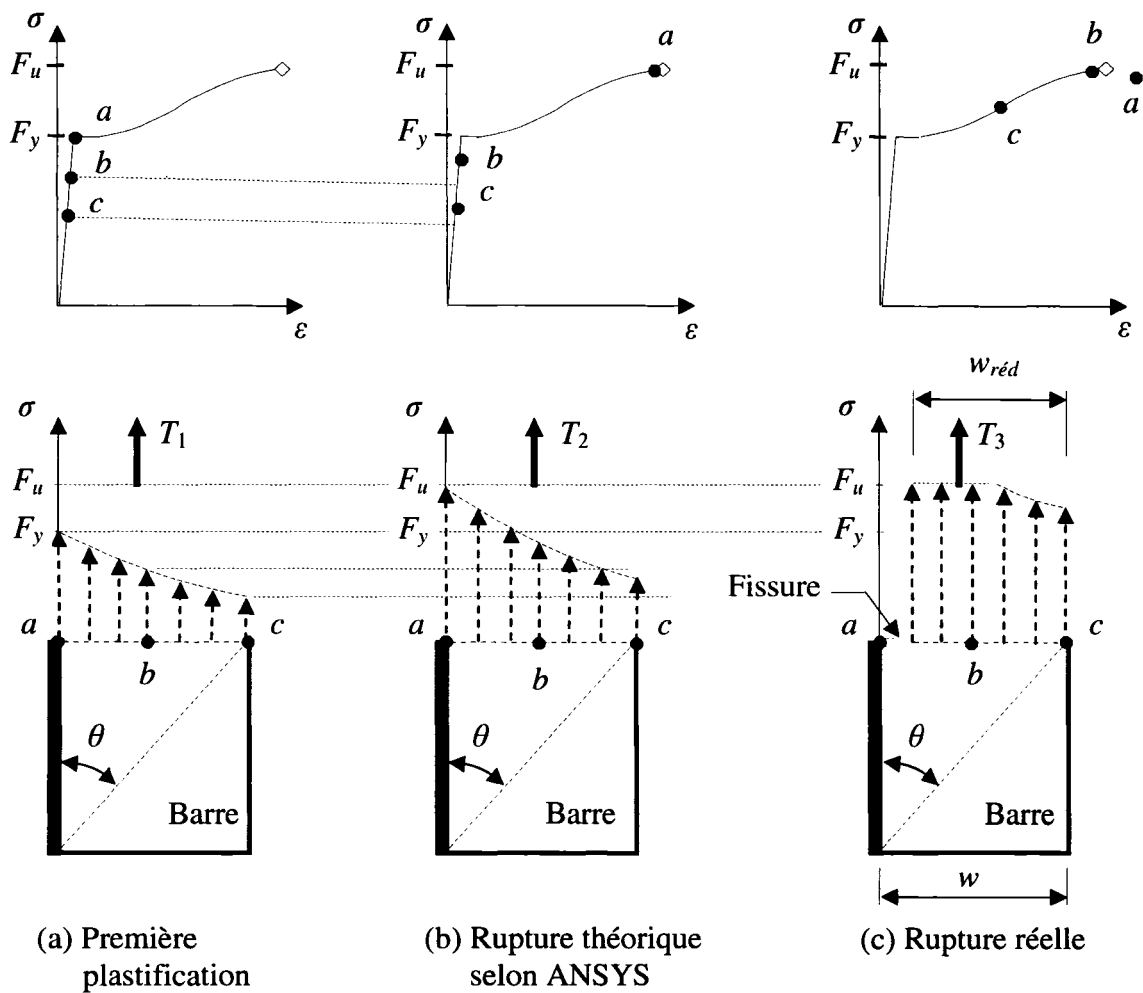 σ
F_u
F_y
a
b
c
ε
σ
F_u
F_y
a
b
c
ε
σ
F_u
F_y
b
a
c
ε
σ
T_1
F_u
F_y
a
b
c
θ
Barre
σ
T_2
F_u
F_y
a
b
c
θ
Barre
w_réd
σ
T_3
F_u
F_y
Fissure
a
b
c
θ
Barre
w
(a) Première
plastification
(b) Rupture théorique
selon ANSYS
(c) Rupture réelle